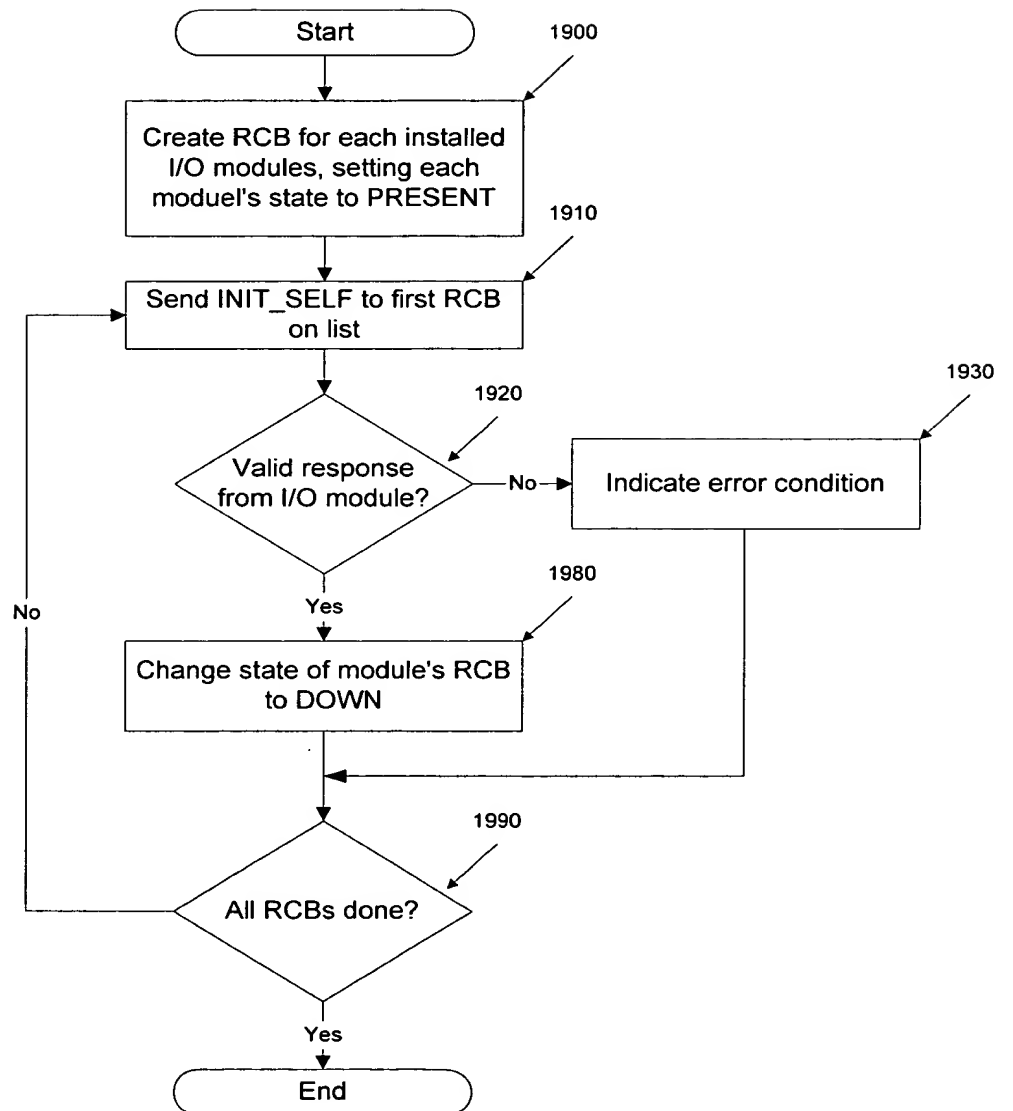 Start
1900
Create RCB for each installed
I/O modules, setting each
moduel's state to PRESENT
1910
Send INIT_SELF to first RCB
on list
1920
1930
Valid response
from I/O module?
No
Indicate error condition
1980
No
Yes
Change state of module's RCB
to DOWN
1990
All RCBs done?
Yes
End